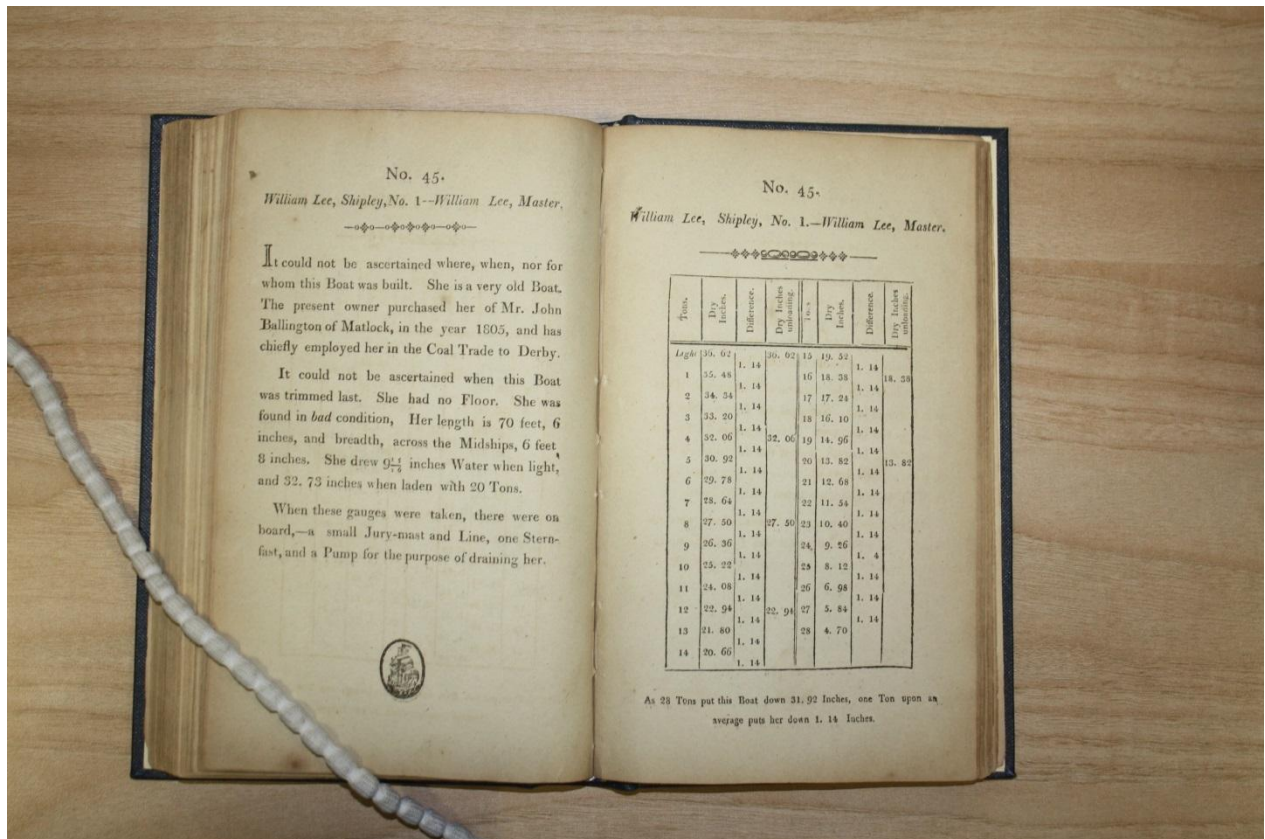 No. 45.
William Lee, Shipley, No. 1--William Lee, Master.
It could not be ascertained where, when, nor for
whom this Boat was built. She is a very old Boat.
The present owner purchased her of Mr. John
Ballington of Matlock, in the year 1805, and has
chiefly employed her in the Coal Trade to Derby.
It could not be ascertained when this Boat
was trimmed last. She had no Floor. She was
found in bad condition, Her length is 70 feet, 6
inches, and breadth, across the Midships, 6 feet
8 inches. She drew 9 15/16 inches Water when light,
and 32. 73 inches when laden with 20 Tons.
When these gauges were taken, there were on
board,—a small Jury-mast and Line, one Stern-
fast, and a Pump for the purpose of draining her.
No. 45.
William Lee, Shipley, No. 1.—William Lee, Master.
Tons. Dry Inches. Difference. Dry Inches unloading. Tons Dry Inches. Difference. Dry Inches unloading.
Light 36. 62 36. 62 15 19. 52
1. 14 1. 14
1 35. 48 16 18. 38 18. 38
1. 14 1. 14
2 34. 34 17 17. 24
1. 14 1. 14
3 33. 20 18 16. 10
1. 14 1. 14
4 32. 06 32. 06 19 14. 96
1. 14 1. 14
5 30. 92 20 13. 82 13. 82
1. 14 1. 14
6 29. 78 21 12. 68
1. 14 1. 14
7 28. 64 22 11. 54
1. 14 1. 14
8 27. 50 27. 50 23 10. 40
1. 14 1. 14
9 26. 36 24 9. 26
1. 14 1. 4
10 25. 22 25 8. 12
1. 14 1. 14
11 24. 08 26 6. 98
1. 14 1. 14
12 22. 94 22. 94 27 5. 84
1. 14 1. 14
13 21. 80 28 4. 70
1. 14
14 20. 66
1. 14
As 28 Tons put this Boat down 31. 92 Inches, one Ton upon an
average puts her down 1. 14 Inches.